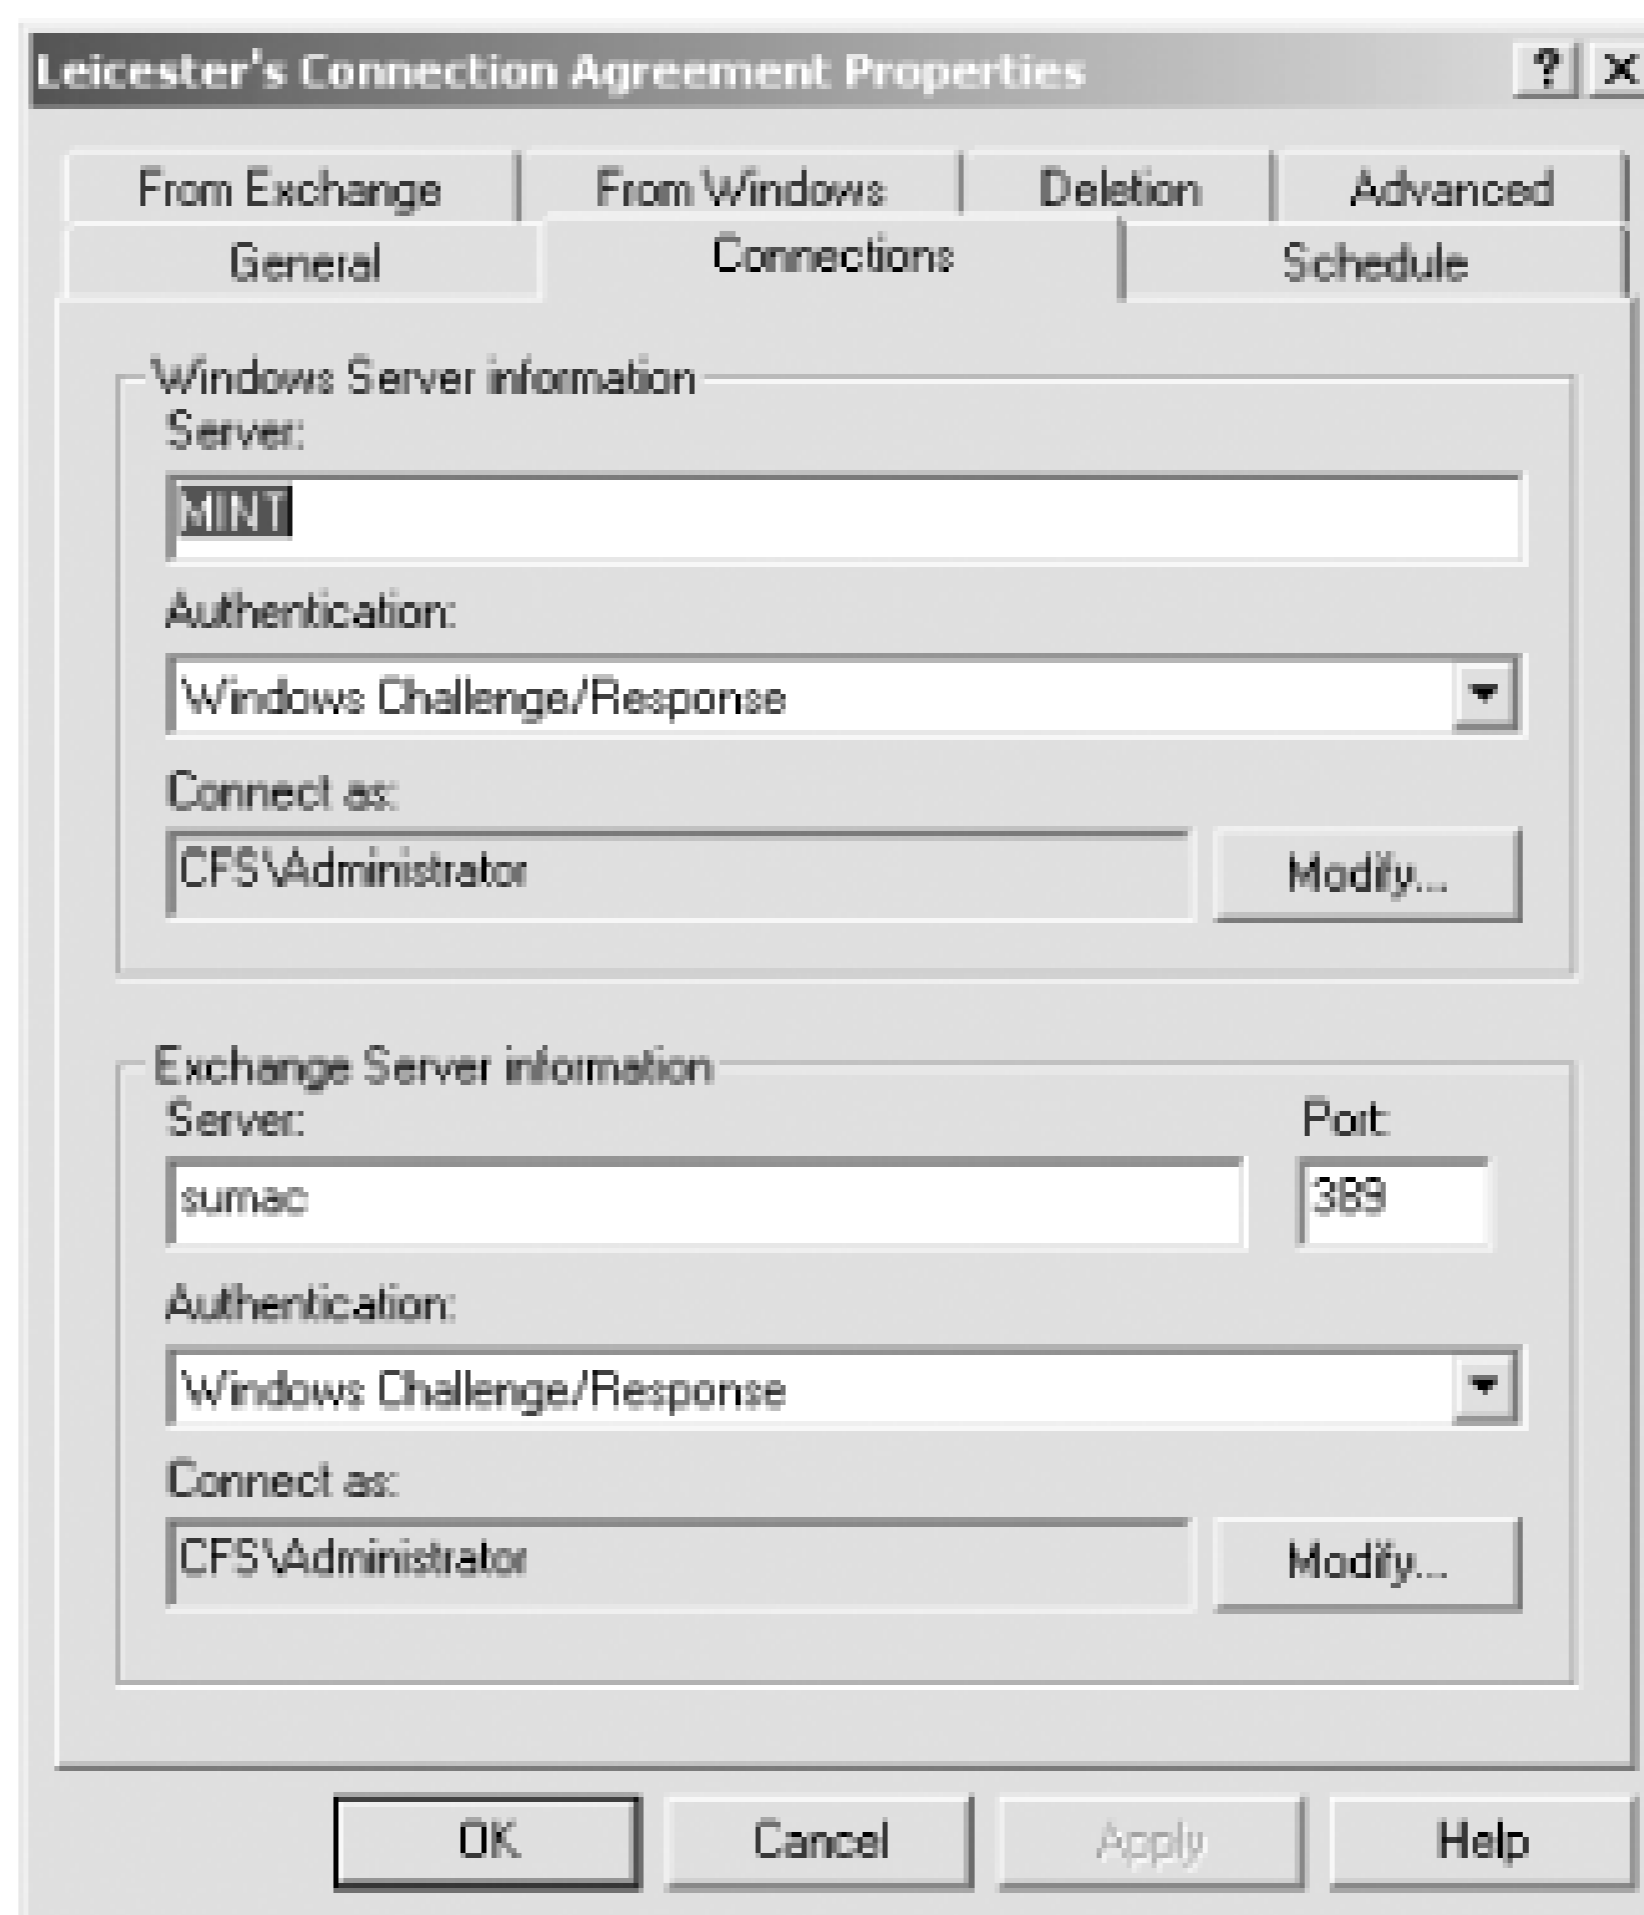 Leicester's Connection Agreement Properties ? X
From Exchange From Windows Deletion Advanced
General Connections Schedule
Windows Server information
Server:
MINT
Authentication:
Windows Challenge/Response
Connect as:
CFS\Administrator Modify...
Exchange Server information
Server: Port:
sumac 389
Authentication:
Windows Challenge/Response
Connect as:
CFS\Administrator Modify...
OK Cancel Apply Help